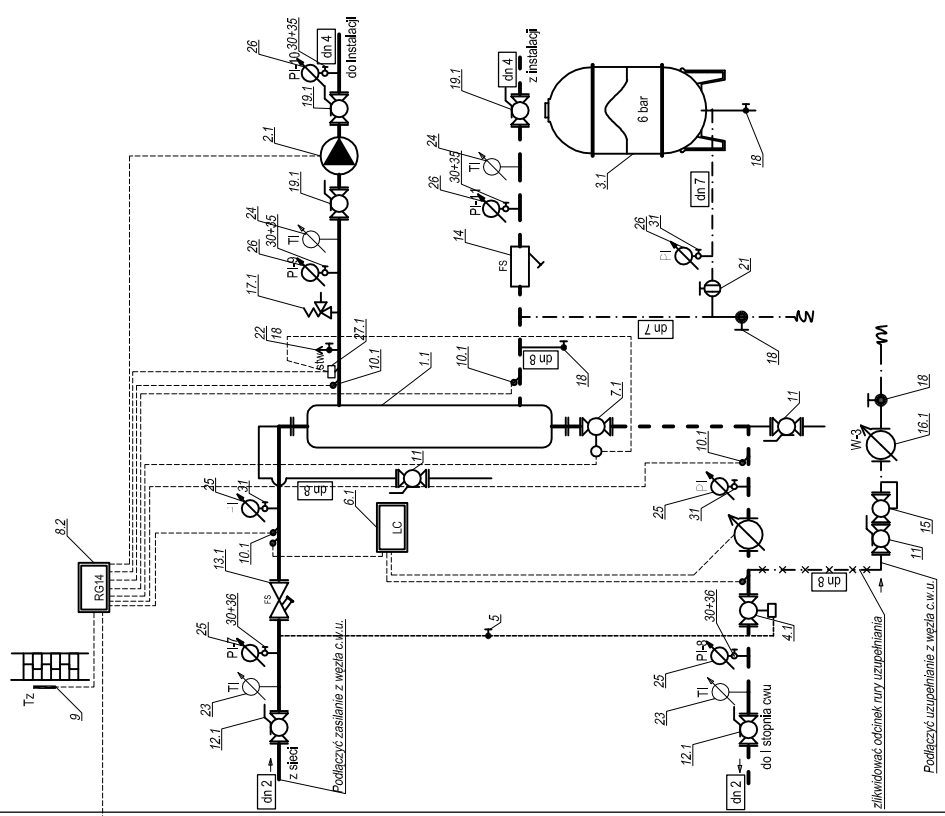 26
30+35
dn 4
do Instalacji
PI-10
19.1
2.1
19.1
24
30+35
TI
26
PI-9
17.1
22
18
stw
27.1
10.1
1.1
z instalacji
dn 4
19.1
24
TI
30+35
26
PI-11
14
FS
dn 7
10.1
dn 8
18
7.1
11
6 bar
3.1
18
dn 7
31
26
PI
21
18
8.2
RG14
Tz
9
25
31
10.1
13.1
FS
30+36
25
PI-7
TI
23
12.1
z sieci
dn 2
Podłączyć zasilanie z węzła c.w.u.
dn 8
11
6.1
LC
5
10.1
PI
25
31
4.1
30+36
PI-8
25
TI
23
12.1
do I stopnia cwu
dn 2
dn 8
18
W-3
16.1
15
11
zlikwidować odcinek rury uzupełniania
Podłączyć uzupełnianie z węzła c.w.u.